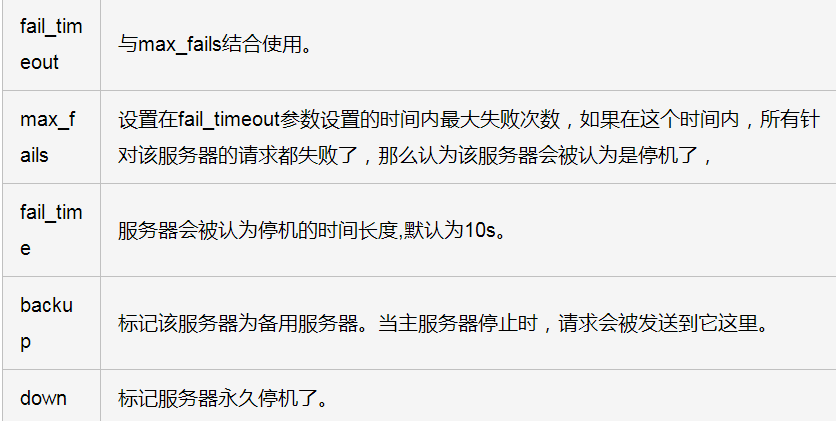 fail_tim
eout
与max_fails结合使用。
max_f
ails
设置在fail_timeout参数设置的时间内最大失败次数，如果在这个时间内，所有针
对该服务器的请求都失败了，那么认为该服务器会被认为是停机了，
fail_tim
e
服务器会被认为停机的时间长度,默认为10s。
backu
p
标记该服务器为备用服务器。当主服务器停止时，请求会被发送到它这里。
down
标记服务器永久停机了。